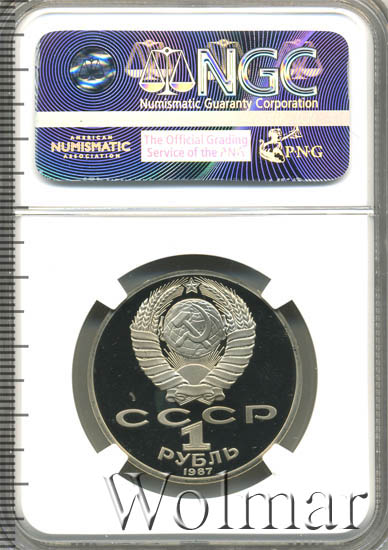 NGC
Numismatic Guaranty Corporation
AMERICAN
NUMISMATIC
ASSOCIATION
The Official Grading
Service of the PNG
PNG
СССР
1
РУБЛЬ
1987
Wolmar